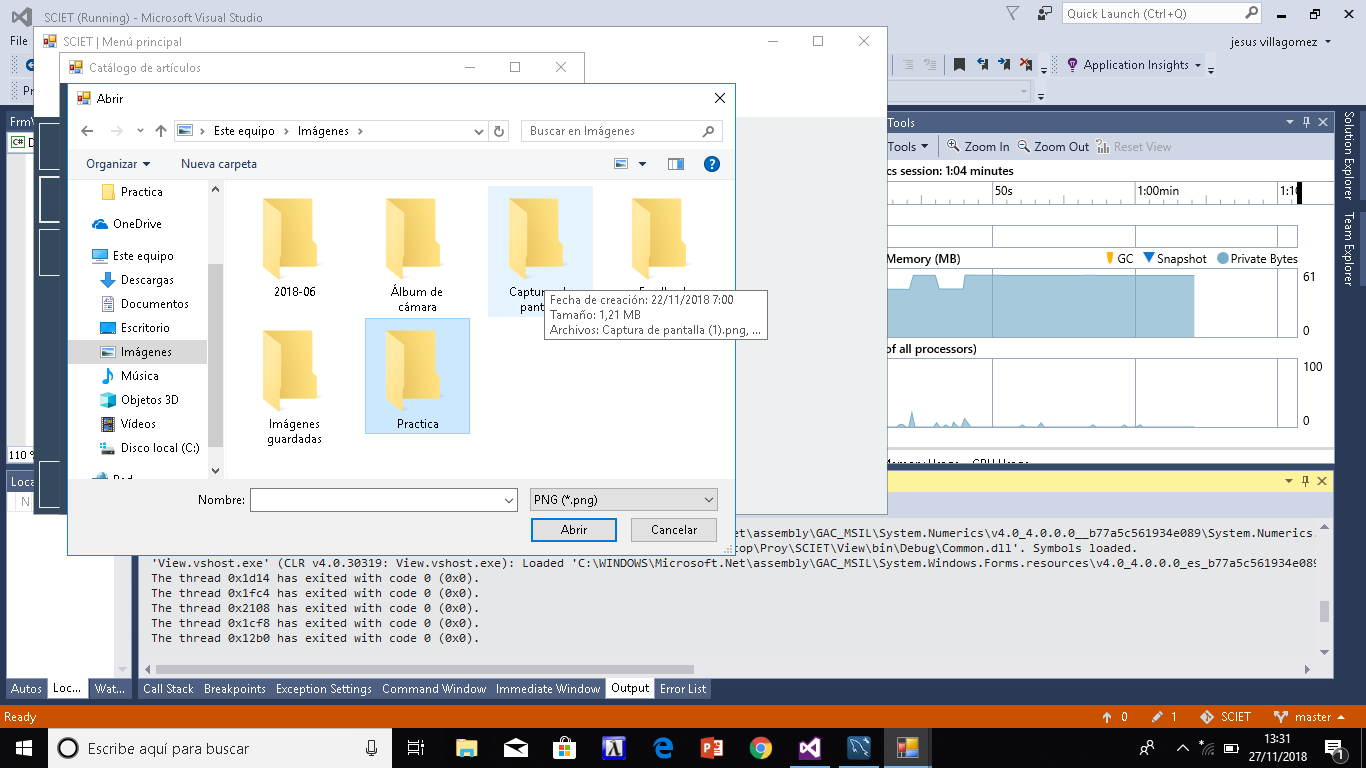 SCIET (Running) - Microsoft Visual Studio
Quick Launch (Ctrl+Q)
File
SCIET | Menú principal
jesus villagomez
Catálogo de artículos
Application Insights
Abrir
Este equipo
Imágenes
Buscar en Imágenes
Organizar
Nueva carpeta
Practica
OneDrive
Este equipo
Descargas
Documentos
Escritorio
Imágenes
Música
Objetos 3D
Vídeos
Disco local (C:)
2018-06
Álbum de cámara
Fecha de creación: 22/11/2018 7:00
Tamaño: 1,21 MB
Archivos: Captura de pantalla (1).png, ...
Imágenes guardadas
Practica
Nombre:
PNG (*.png)
Abrir
Cancelar
Tools
Tools
Zoom In
Zoom Out
Reset View
cs session: 1:04 minutes
50s
1:00min
Memory (MB)
GC
Snapshot
Private Bytes
61
61
0
0
of all processors)
100
100
0
0
Solution Explorer
Team Explorer
110 %
Loca
N
et\assembly\GAC_MSIL\System.Numerics\v4.0_4.0.0.0__b77a5c561934e089\System.Numerics.
top\Proy\SCIET\View\bin\Debug\Common.dll'. Symbols loaded.
'View.vshost.exe' (CLR v4.0.30319: View.vshost.exe): Loaded 'C:\WINDOWS\Microsoft.Net\assembly\GAC_MSIL\System.Windows.Forms.resources\v4.0_4.0.0.0_es_b77a5c561934e089
The thread 0x1d14 has exited with code 0 (0x0).
The thread 0x1fc4 has exited with code 0 (0x0).
The thread 0x2108 has exited with code 0 (0x0).
The thread 0x1cf8 has exited with code 0 (0x0).
The thread 0x12b0 has exited with code 0 (0x0).
Autos
Loc...
Wat...
Call Stack
Breakpoints
Exception Settings
Command Window
Immediate Window
Output
Error List
Ready
0
1
SCIET
master
Escribe aquí para buscar
13:31
27/11/2018
1